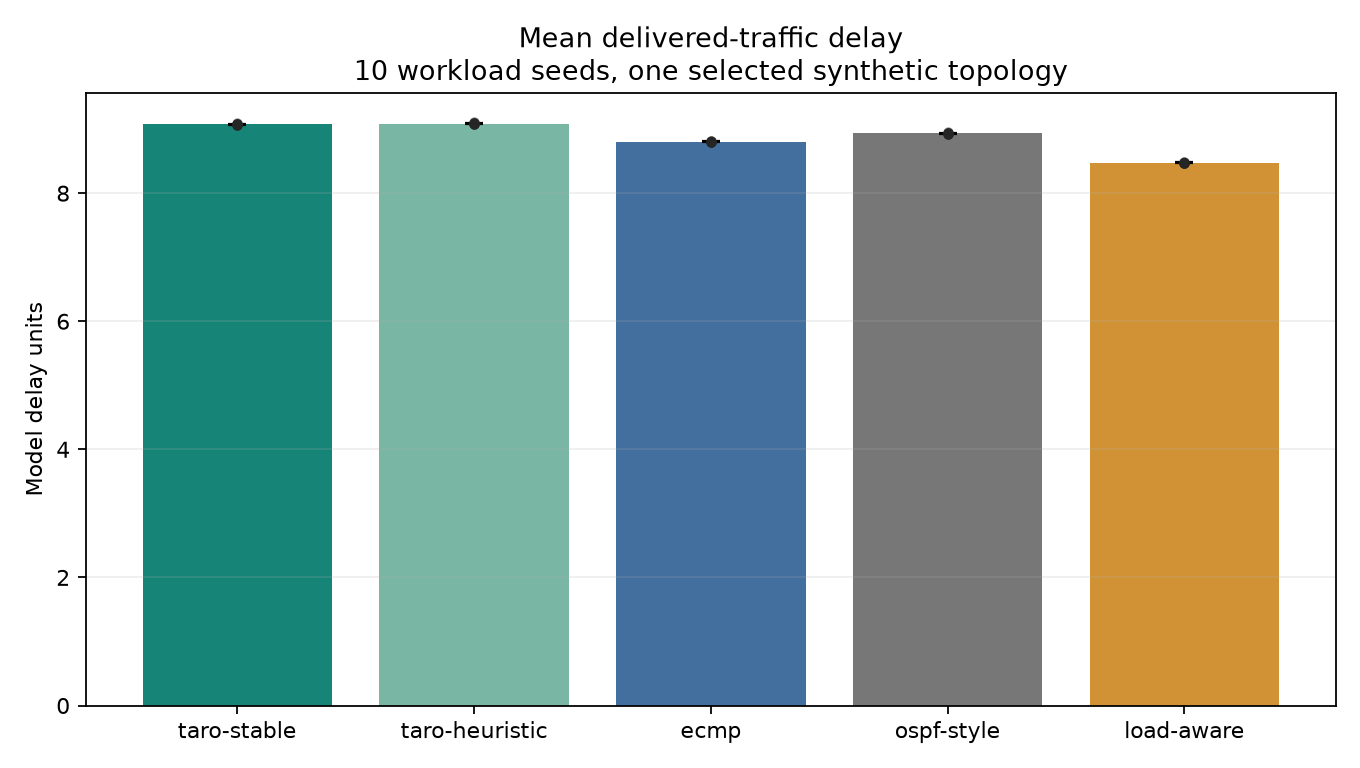 Mean delivered-traffic delay
10 workload seeds, one selected synthetic topology
Model delay units
8
6
4
2
0
taro-stable
taro-heuristic
ecmp
ospf-style
load-aware